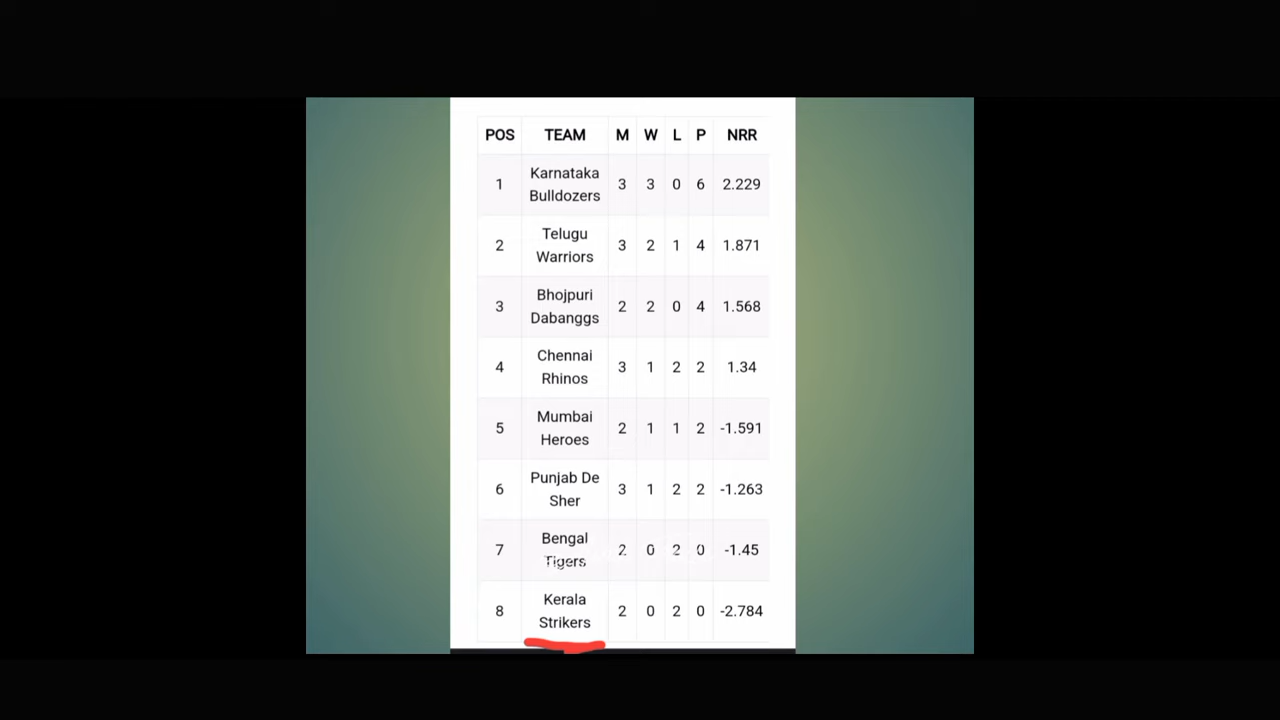 POS TEAM M W L P NRR
1 Karnataka Bulldozers 3 3 0 6 2.229
2 Telugu Warriors 3 2 1 4 1.871
3 Bhojpuri Dabanggs 2 2 0 4 1.568
4 Chennai Rhinos 3 1 2 2 1.34
5 Mumbai Heroes 2 1 1 2 -1.591
6 Punjab De Sher 3 1 2 2 -1.263
7 Bengal Tigers 2 0 2 0 -1.45
8 Kerala Strikers 2 0 2 0 -2.784